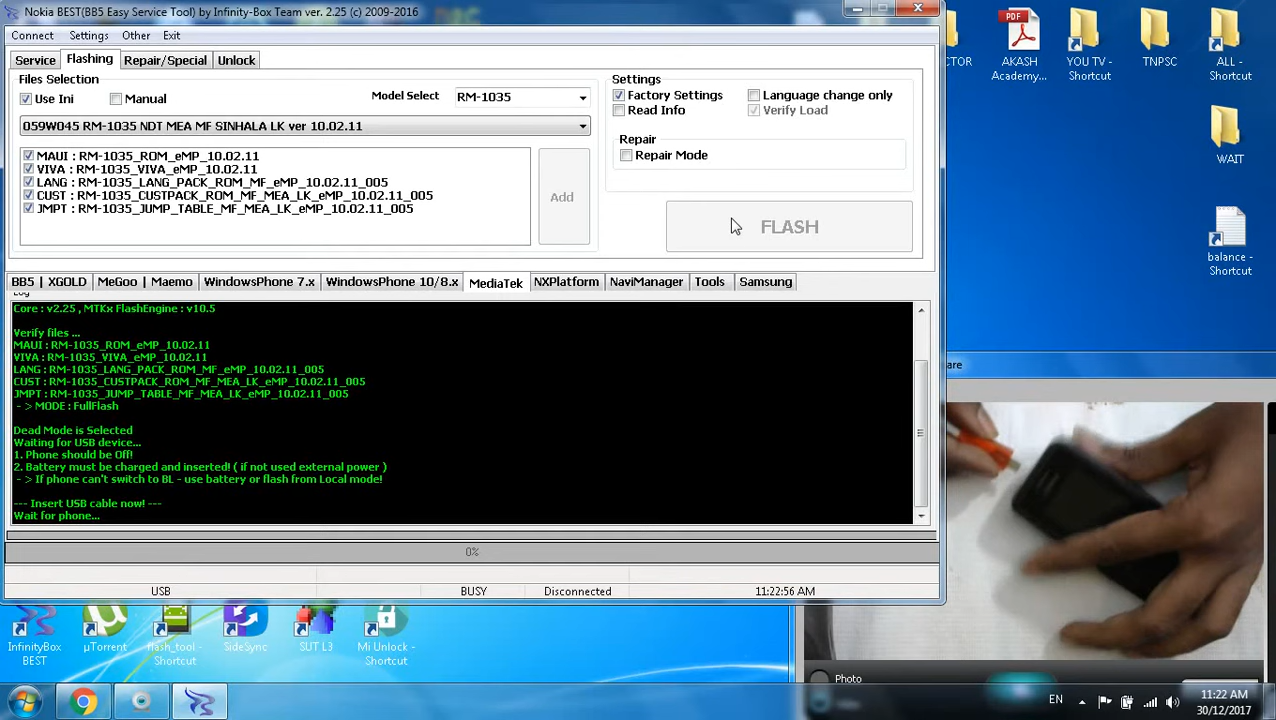 Nokia BEST(BB5 Easy Service Tool) by Infinity-Box Team ver. 2.25 (c) 2009-2016
Connect Settings Other Exit
Service Flashing Repair/Special Unlock
Files Selection
Use Ini Manual Model Select RM-1035
059W045 RM-1035 NDT MEA MF SINHALA LK ver 10.02.11
MAUI : RM-1035_ROM_eMP_10.02.11
VIVA : RM-1035_VIVA_eMP_10.02.11
LANG : RM-1035_LANG_PACK_ROM_MF_eMP_10.02.11_005
CUST : RM-1035_CUSTPACK_ROM_MF_MEA_LK_eMP_10.02.11_005
JMPT : RM-1035_JUMP_TABLE_MF_MEA_LK_eMP_10.02.11_005
Add
Settings
Factory Settings Language change only
Read Info Verify Load
Repair
Repair Mode
FLASH
BB5 | XGOLD MeeGoo | Maemo WindowsPhone 7.x WindowsPhone 10/8.x MediaTek NXPlatform NaviManager Tools Samsung
Core : v2.25 , MTKx FlashEngine : v10.5
Verify files ...
MAUI : RM-1035_ROM_eMP_10.02.11
VIVA : RM-1035_VIVA_eMP_10.02.11
LANG : RM-1035_LANG_PACK_ROM_MF_eMP_10.02.11_005
CUST : RM-1035_CUSTPACK_ROM_MF_MEA_LK_eMP_10.02.11_005
JMPT : RM-1035_JUMP_TABLE_MF_MEA_LK_eMP_10.02.11_005
- > MODE : FullFlash
Dead Mode is Selected
Waiting for USB device...
1. Phone should be Off!
2. Battery must be charged and inserted! ( if not used external power )
- > If phone can't switch to BL - use battery or flash from Local mode!
--- Insert USB cable now! ---
Wait for phone...
0%
USB BUSY Disconnected 11:22:56 AM
CTOR
AKASH
Academy...
YOU TV -
Shortcut
TNPSC
ALL -
Shortcut
WAIT
balance -
Shortcut
are
Photo
InfinityBox
BEST
µTorrent
flash_tool -
Shortcut
SideSync
SUT L3
Mi Unlock -
Shortcut
EN
11:22 AM
30/12/2017